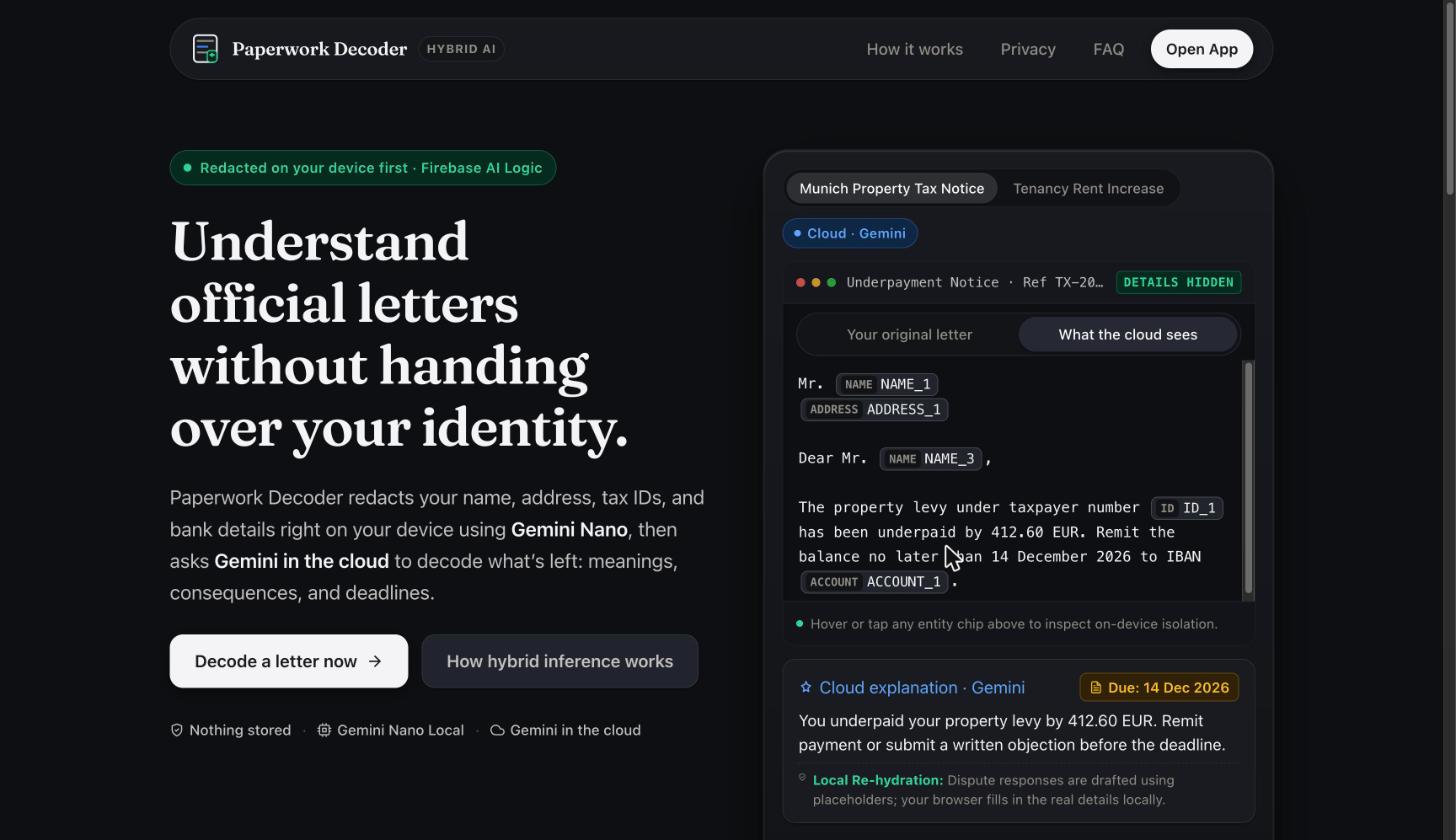 Paperwork Decoder HYBRID AI How it works Privacy FAQ Open App
Redacted on your device first · Firebase AI Logic
Understand
official letters
without handing
over your identity.
Paperwork Decoder redacts your name, address, tax IDs, and
bank details right on your device using Gemini Nano, then
asks Gemini in the cloud to decode what's left: meanings,
consequences, and deadlines.
Decode a letter now → How hybrid inference works
Nothing stored · Gemini Nano Local · Gemini in the cloud
Munich Property Tax Notice Tenancy Rent Increase
Cloud · Gemini
Underpayment Notice · Ref TX-20… DETAILS HIDDEN
Your original letter What the cloud sees
Mr. NAME NAME_1
ADDRESS ADDRESS_1
Dear Mr. NAME NAME_3,
The property levy under taxpayer number ID ID_1
has been underpaid by 412.60 EUR. Remit the
balance no later than 14 December 2026 to IBAN
ACCOUNT ACCOUNT_1.
Hover or tap any entity chip above to inspect on-device isolation.
Cloud explanation · Gemini Due: 14 Dec 2026
You underpaid your property levy by 412.60 EUR. Remit
payment or submit a written objection before the deadline.
Local Re-hydration: Dispute responses are drafted using
placeholders; your browser fills in the real details locally.